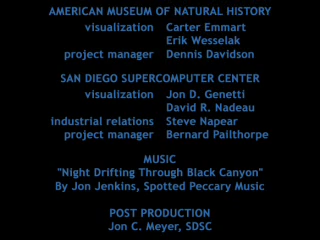 AMERICAN MUSEUM OF NATURAL HISTORY
visualization Carter Emmart
Erik Wesselak
project manager Dennis Davidson
SAN DIEGO SUPERCOMPUTER CENTER
visualization Jon D. Genetti
David R. Nadeau
industrial relations Steve Napear
project manager Bernard Pailthorpe
MUSIC
"Night Drifting Through Black Canyon"
By Jon Jenkins, Spotted Peccary Music
POST PRODUCTION
Jon C. Meyer, SDSC